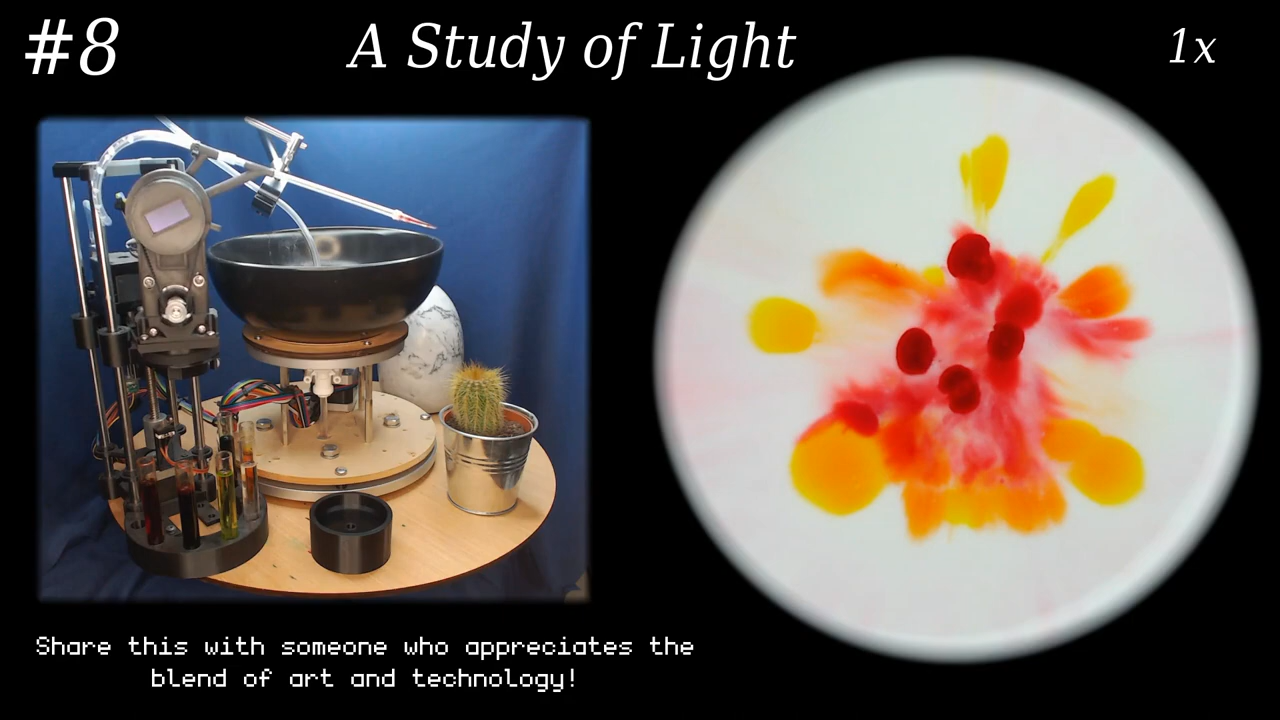 #8
A Study of Light
1x
Share this with someone who appreciates the
blend of art and technology!